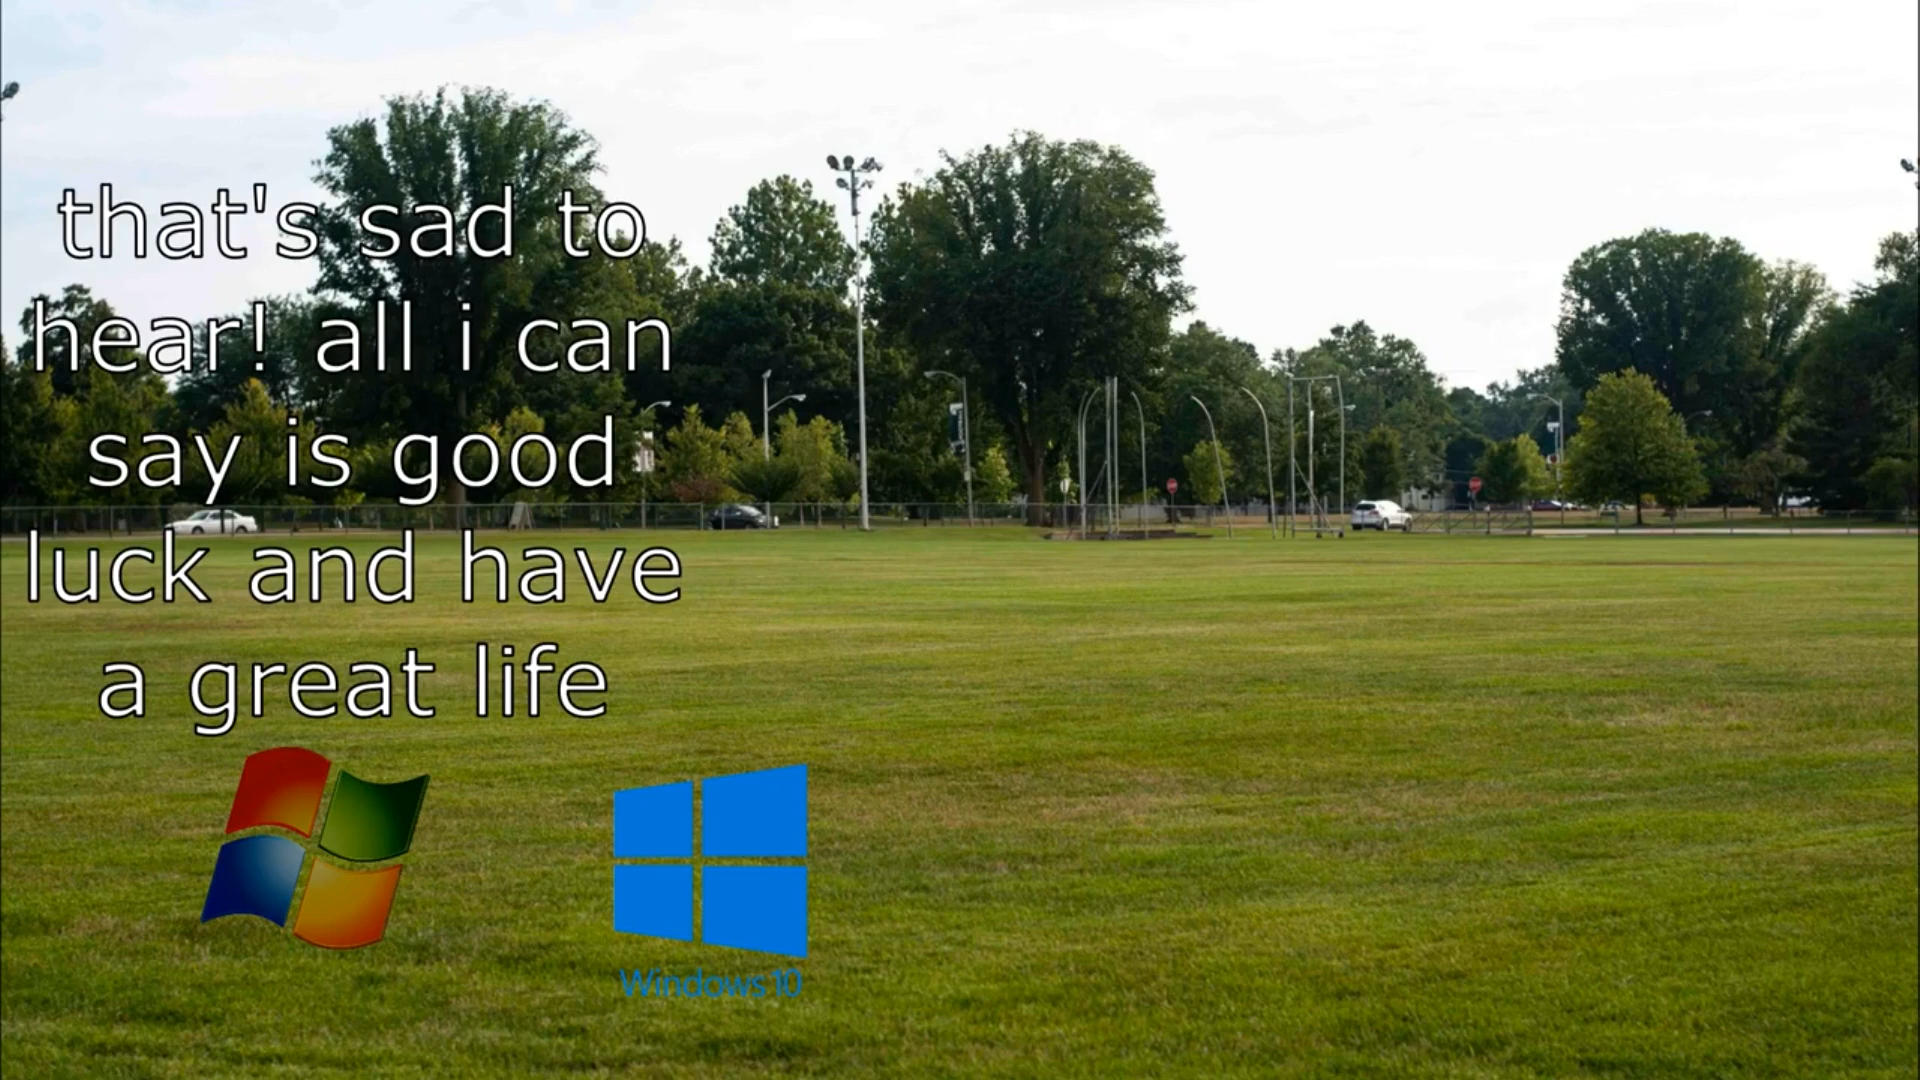 that's sad to
hear! all i can
say is good
luck and have
a great life
Windows 10